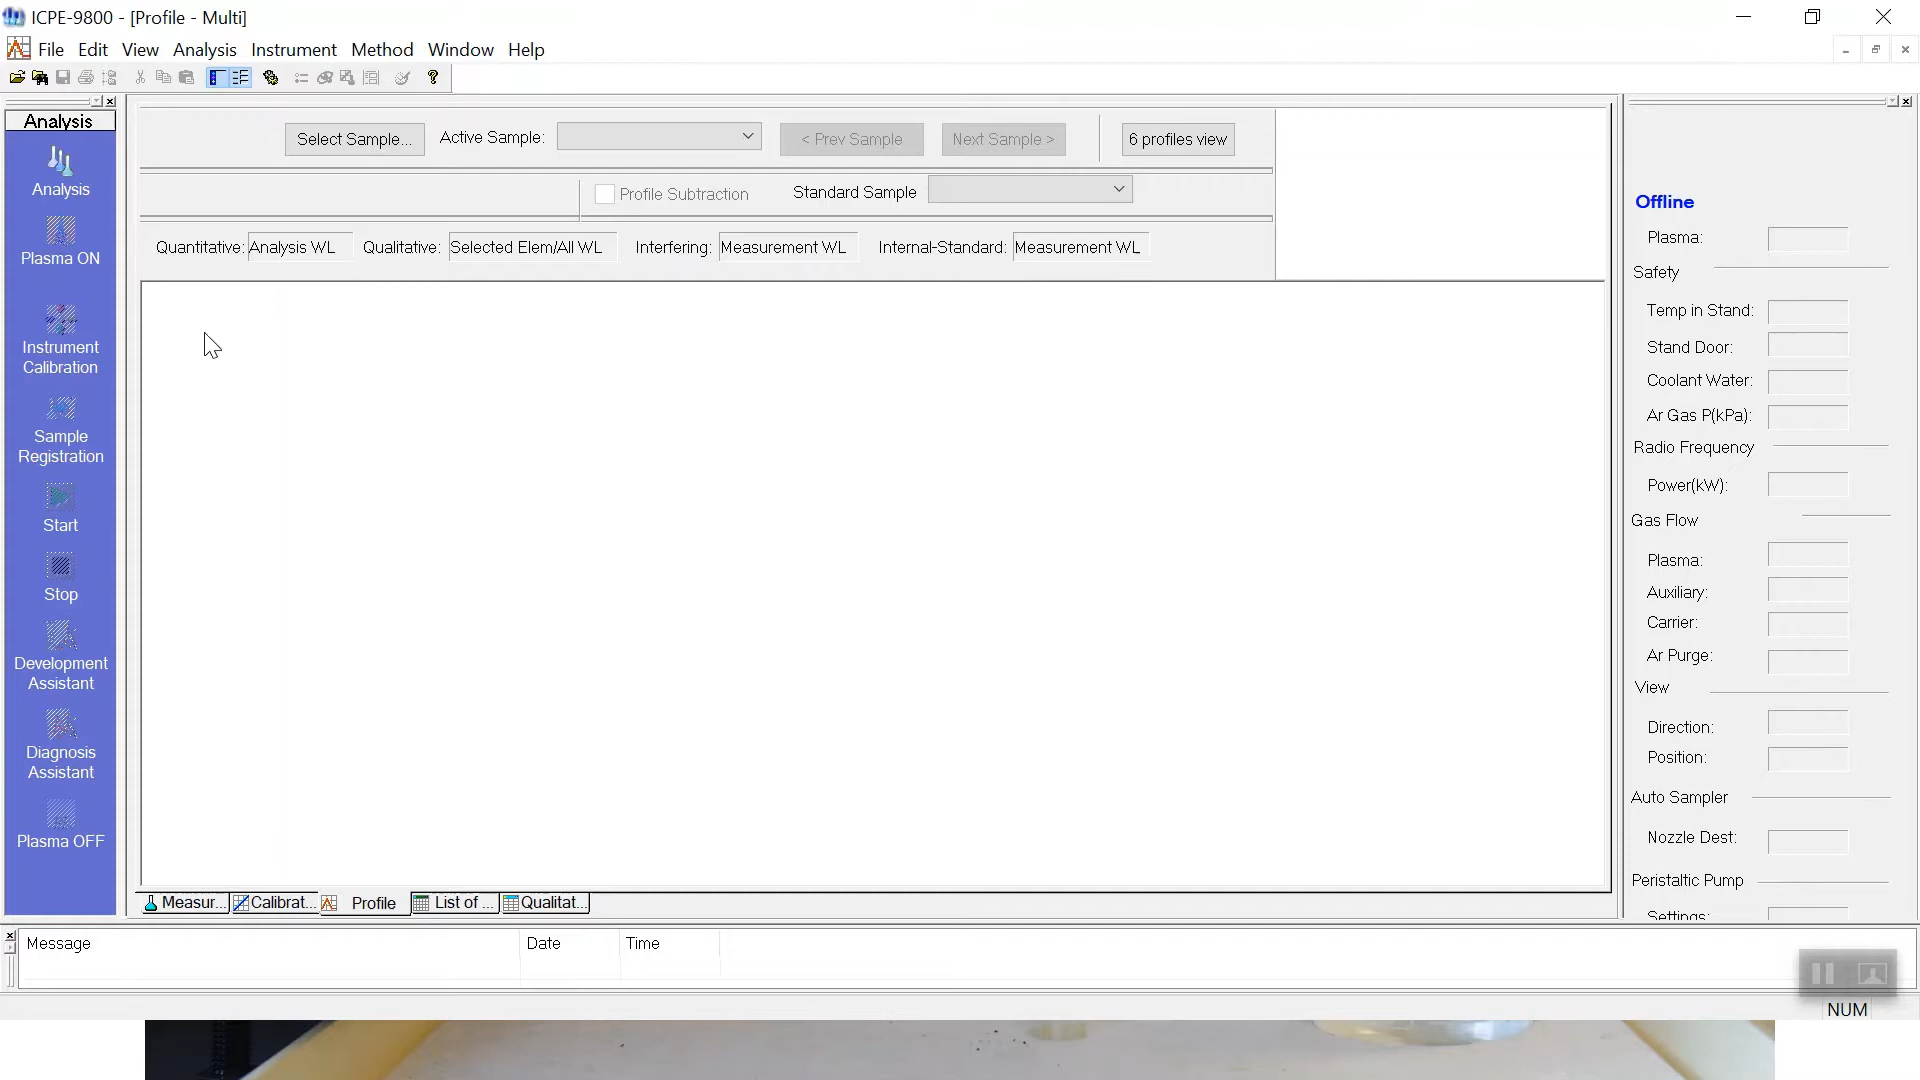 ICPE-9800 - [Profile - Multi]
File Edit View Analysis Instrument Method Window Help
Analysis
Analysis
Plasma ON
Instrument
Calibration
Sample
Registration
Start
Stop
Development
Assistant
Diagnosis
Assistant
Plasma OFF
Select Sample... Active Sample: < Prev Sample Next Sample > 6 profiles view
Profile Subtraction Standard Sample
Quantitative: Analysis WL Qualitative: Selected Elem/All WL Interfering: Measurement WL Internal-Standard: Measurement WL
Measur... Calibrat... Profile List of ... Qualitat...
Offline
Plasma:
Safety
Temp in Stand:
Stand Door:
Coolant Water:
Ar Gas P(kPa):
Radio Frequency
Power(kW):
Gas Flow
Plasma:
Auxiliary:
Carrier:
Ar Purge:
View
Direction:
Position:
Auto Sampler
Nozzle Dest:
Peristaltic Pump
Settings:
Message Date Time
NUM